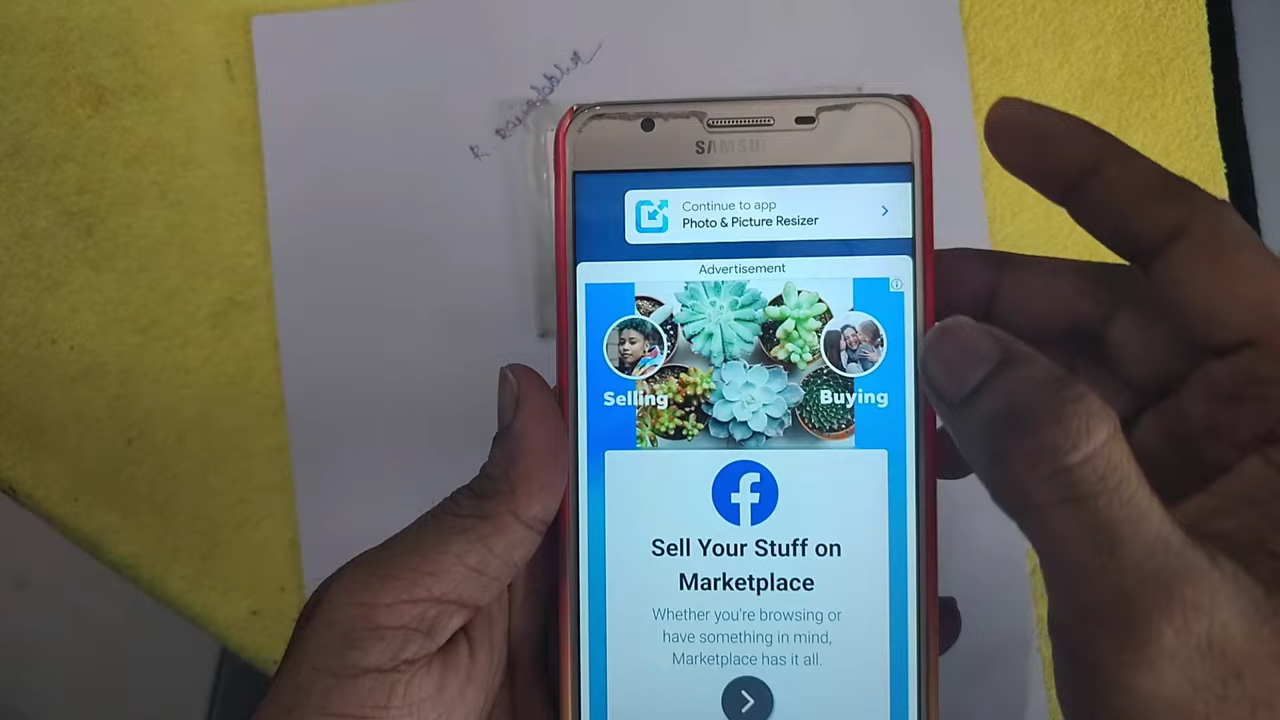 SAMSUNG
Continue to app
Photo & Picture Resizer
Advertisement
Selling
Buying
Sell Your Stuff on
Marketplace
Whether you're browsing or
have something in mind,
Marketplace has it all.